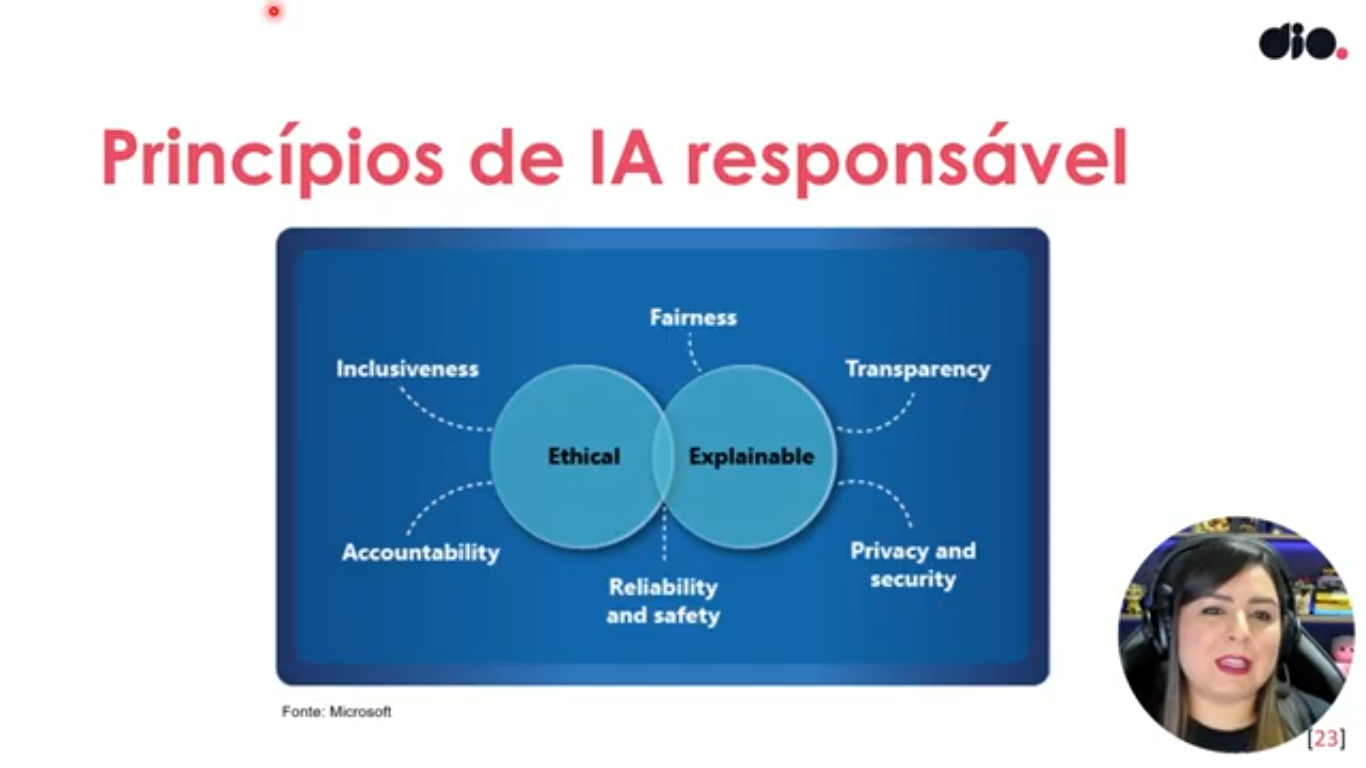 dio.
Princípios de IA responsável
Fairness
Inclusiveness
Transparency
Ethical
Explainable
Accountability
Privacy and
security
Reliability
and safety
Fonte: Microsoft
[23]